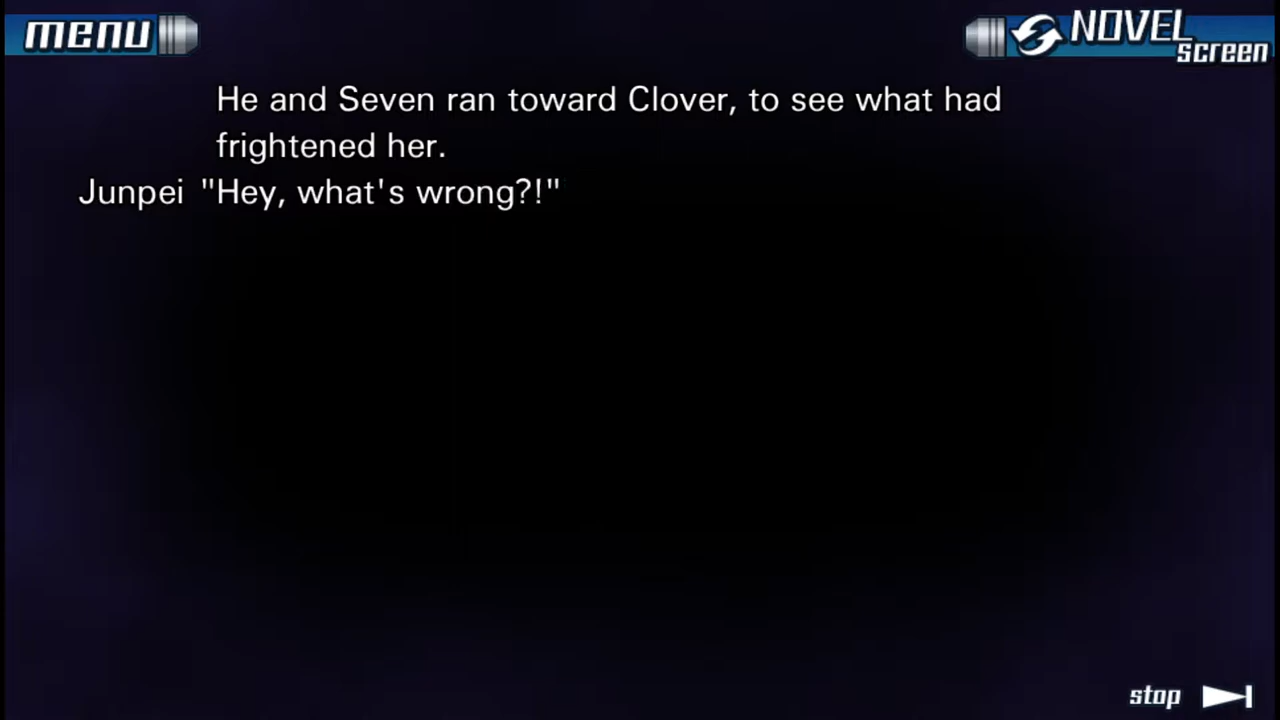 menu
NOVEL
screen
He and Seven ran toward Clover, to see what had
frightened her.
Junpei "Hey, what's wrong?!"
stop